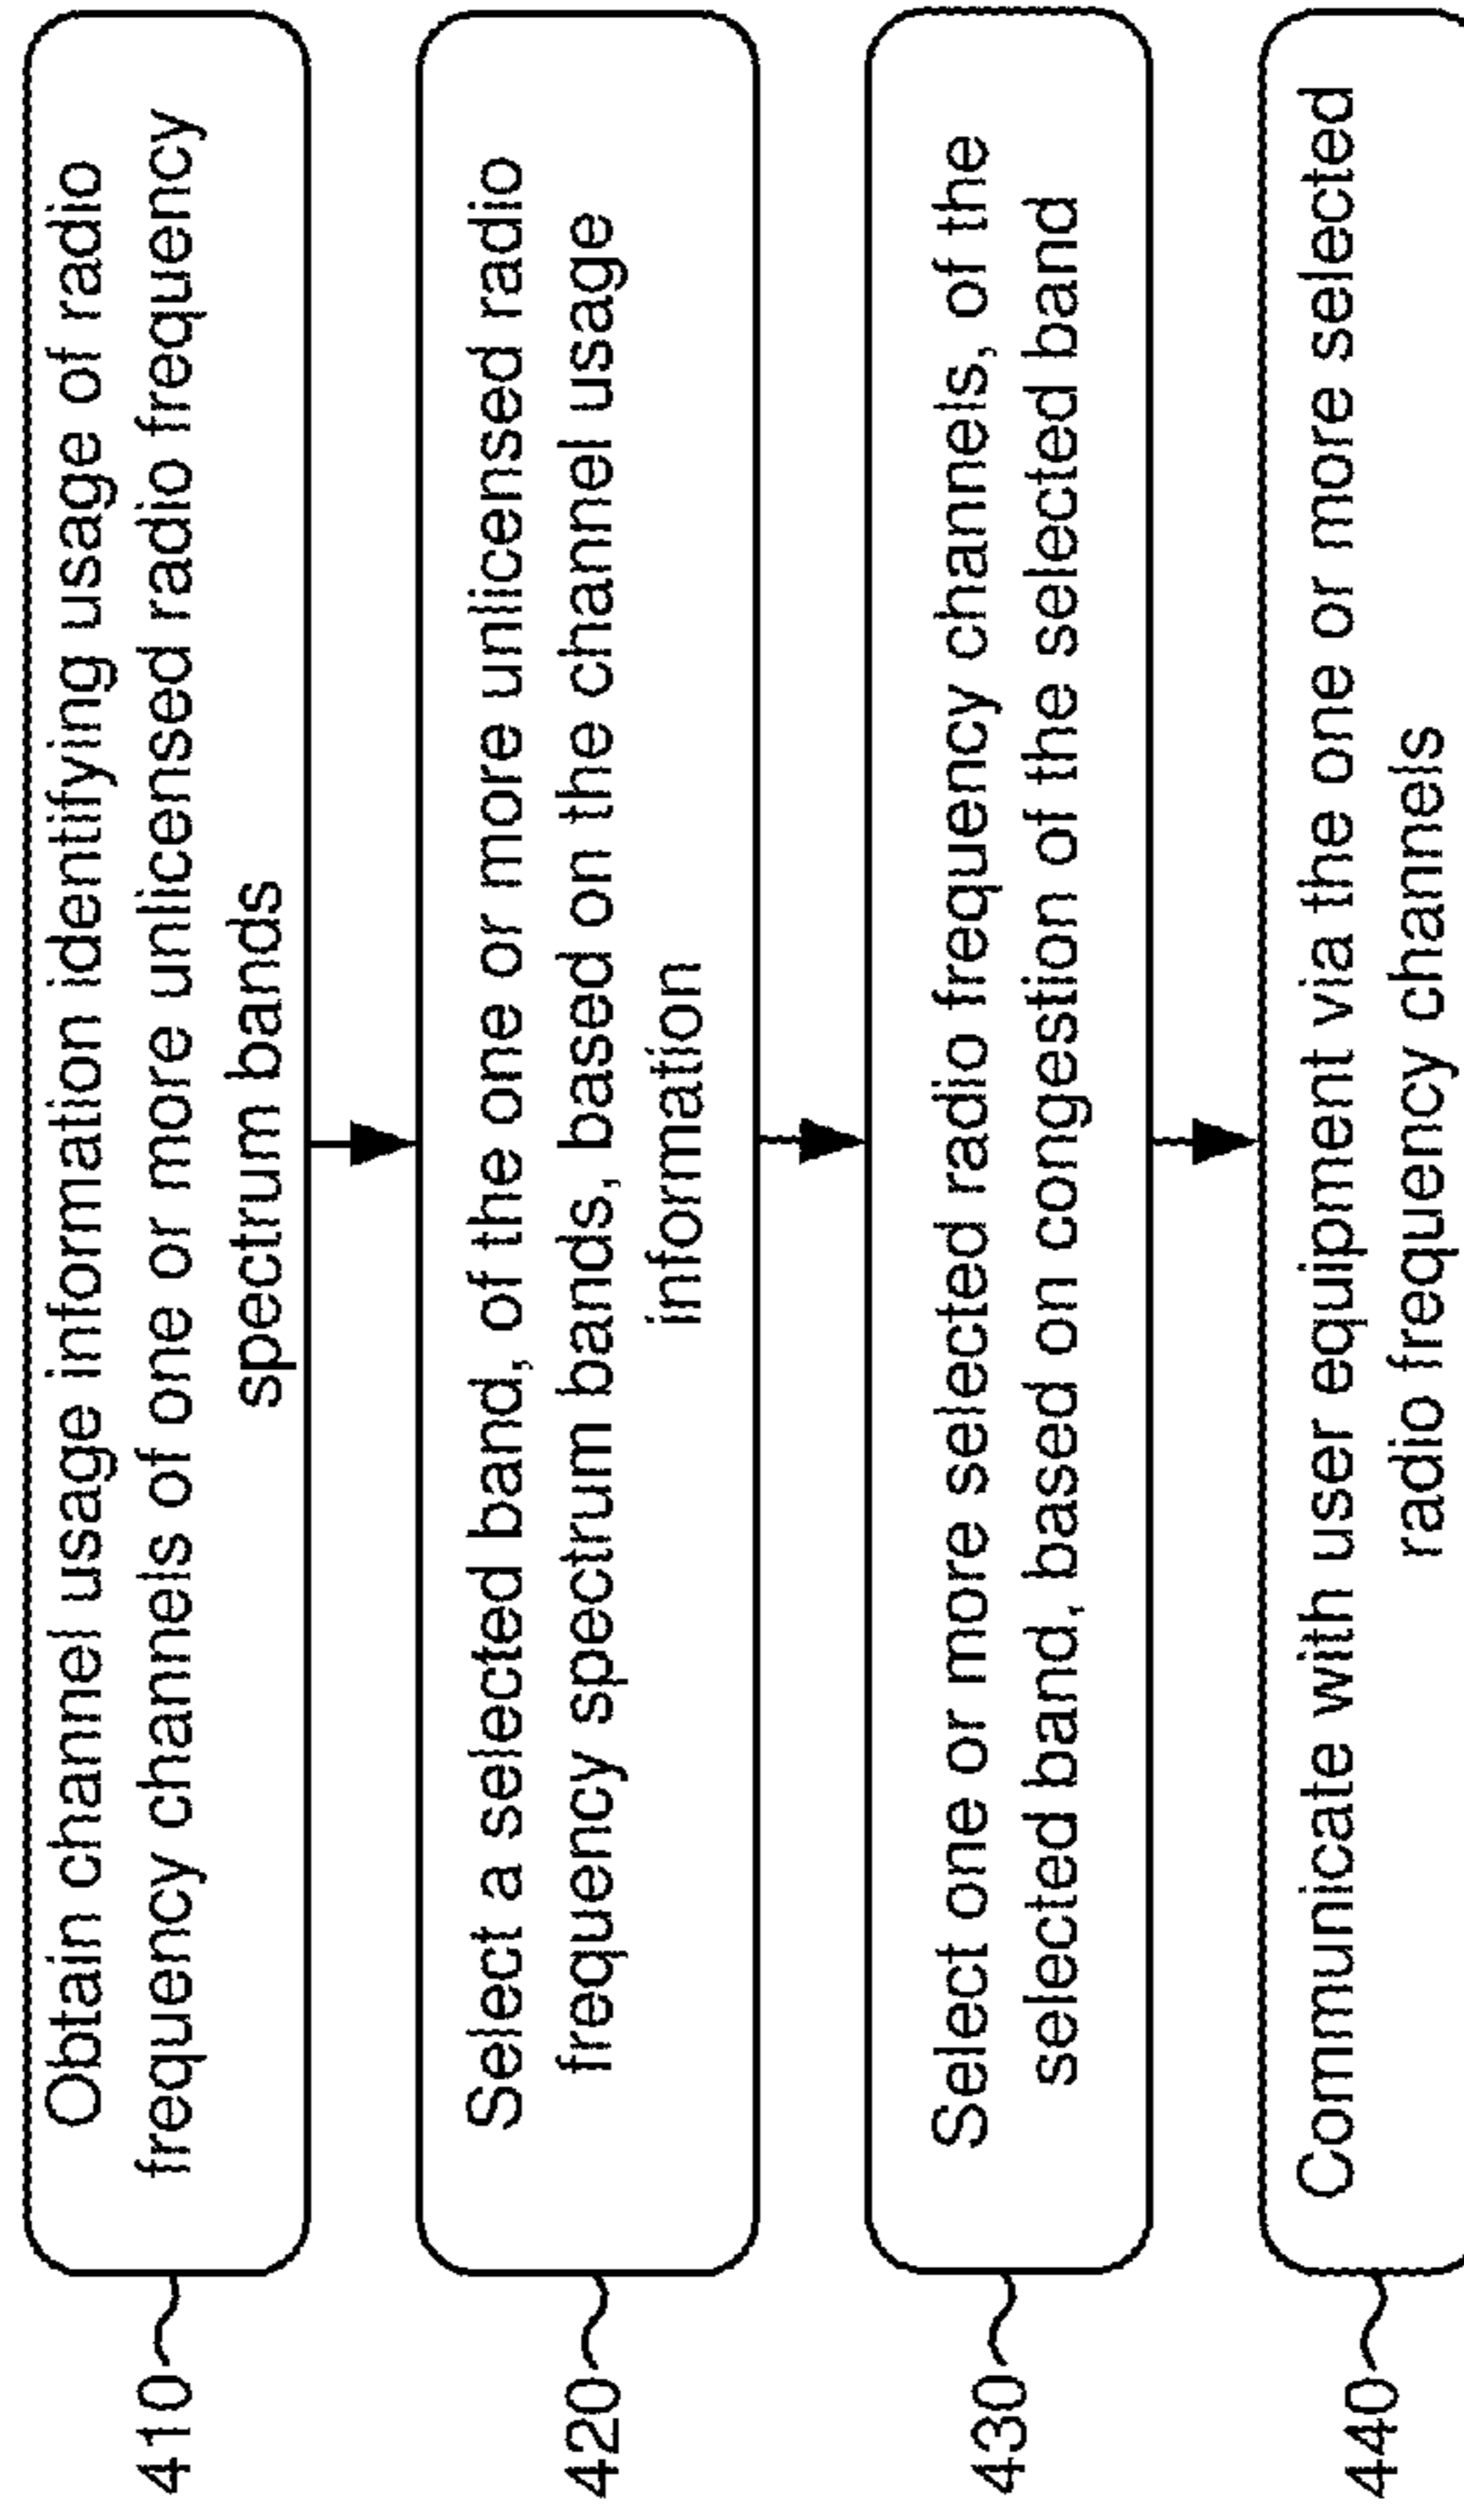 410
Obtain channel usage information identifying usage of radio
frequency channels of one or more unlicensed radio frequency
spectrum bands
420
Select a selected band, of the one or more unlicensed radio
frequency spectrum bands, based on the channel usage
information
430
Select one or more selected radio frequency channels, of the
selected band, based on congestion of the selected band
440
Communicate with user equipment via the one or more selected
radio frequency channels